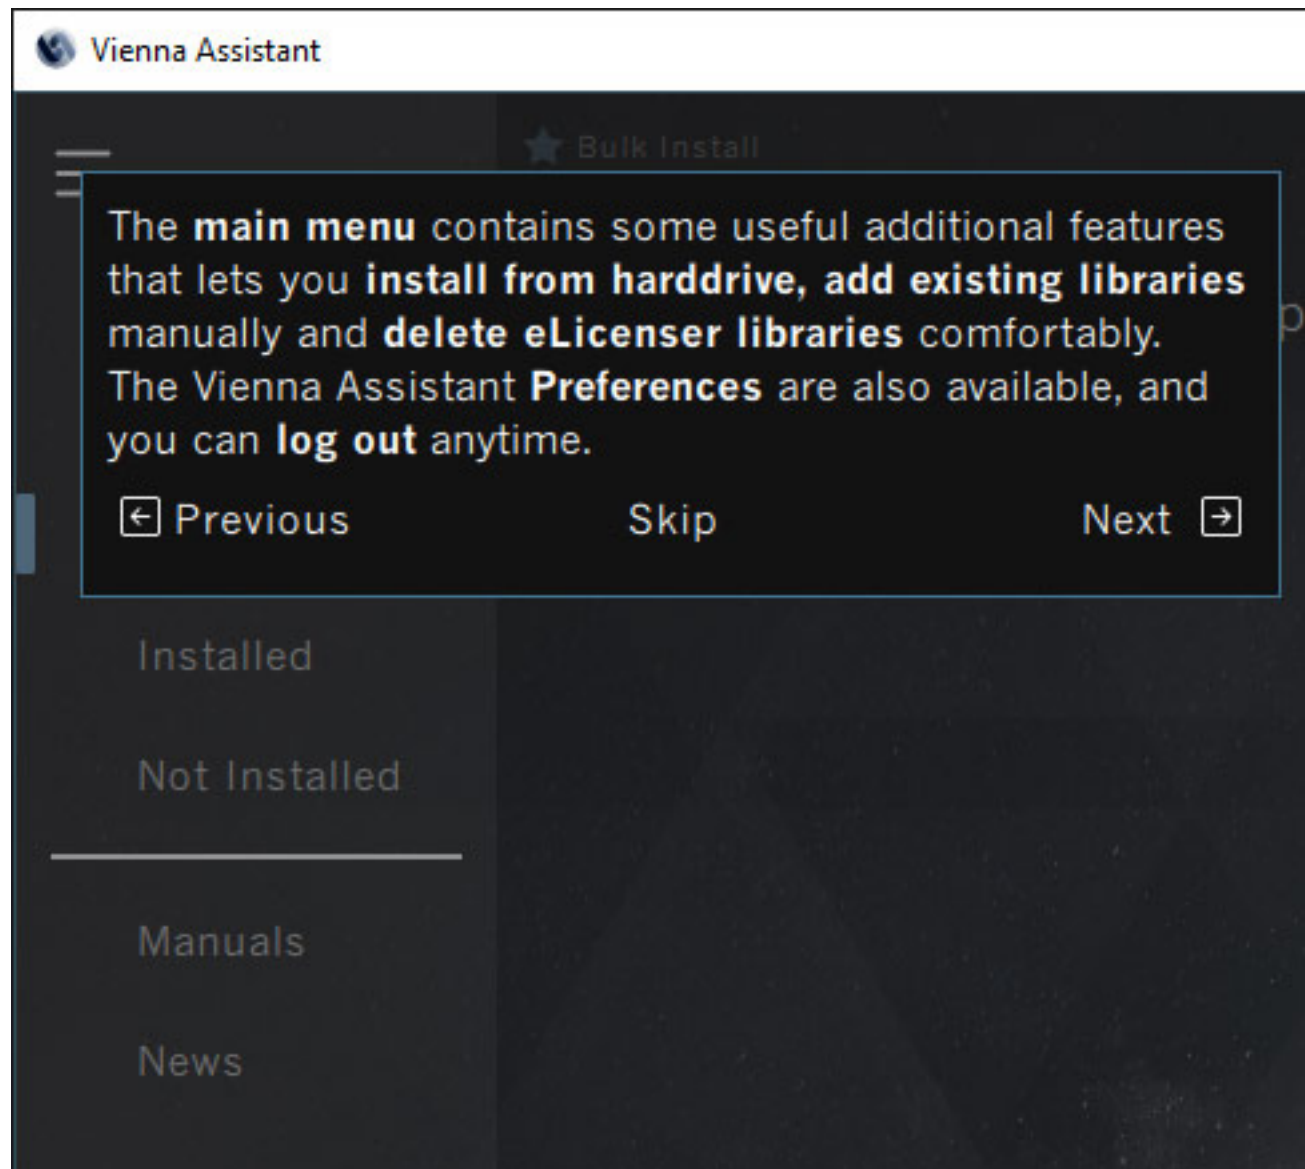 Vienna Assistant
Bulk Install
The main menu contains some useful additional features
that lets you install from harddrive, add existing libraries
manually and delete eLicenser libraries comfortably.
The Vienna Assistant Preferences are also available, and
you can log out anytime.
Previous
Skip
Next
Installed
Not Installed
Manuals
News